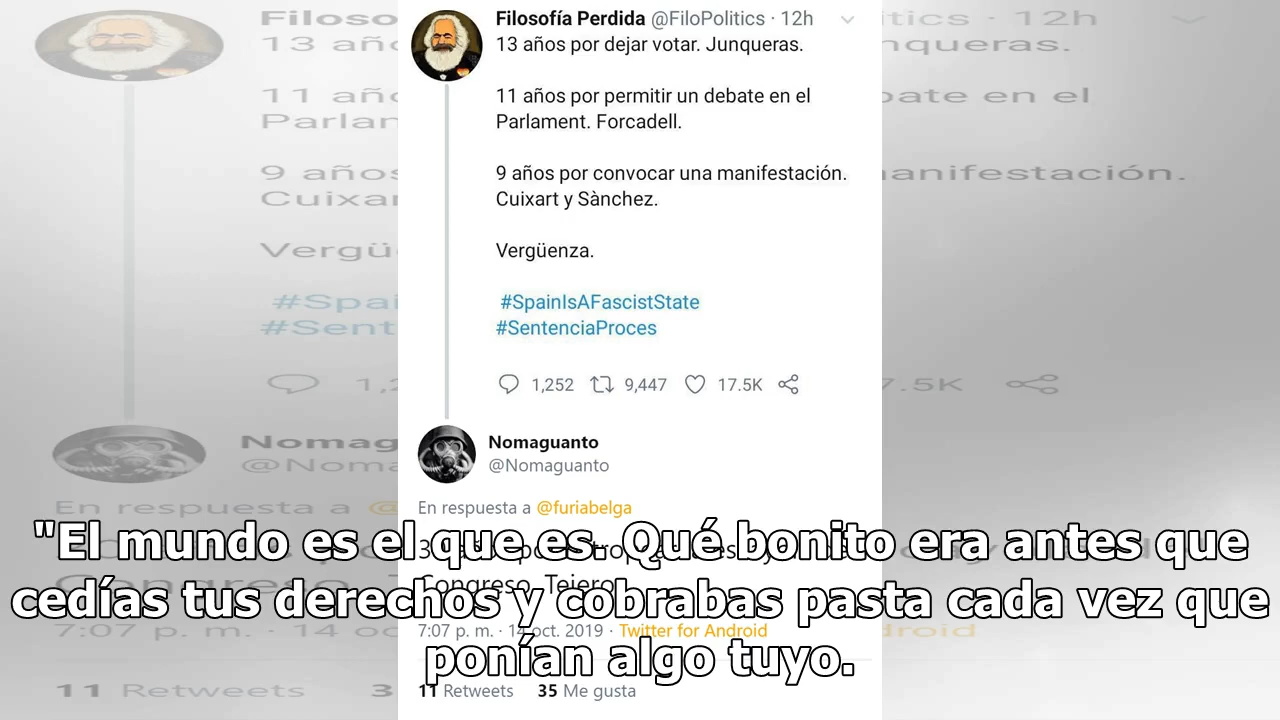 Filosofía Perdida @FiloPolitics · 12h
13 años por dejar votar. Junqueras.
11 años por permitir un debate en el
Parlament. Forcadell.
9 años por convocar una manifestación.
Cuixart y Sànchez.
Vergüenza.
#SpainIsAFascistState
#SentenciaProces
1,252 9,447 17.5K
Nomaguanto
@Nomaguanto
En respuesta a @furiabelga
Congreso. Tejero
7:07 p. m. · 14 oct. 2019 · Twitter for Android
11 Retweets 35 Me gusta
"El mundo es el que es. Qué bonito era antes que
cedías tus derechos y cobrabas pasta cada vez que
ponían algo tuyo.